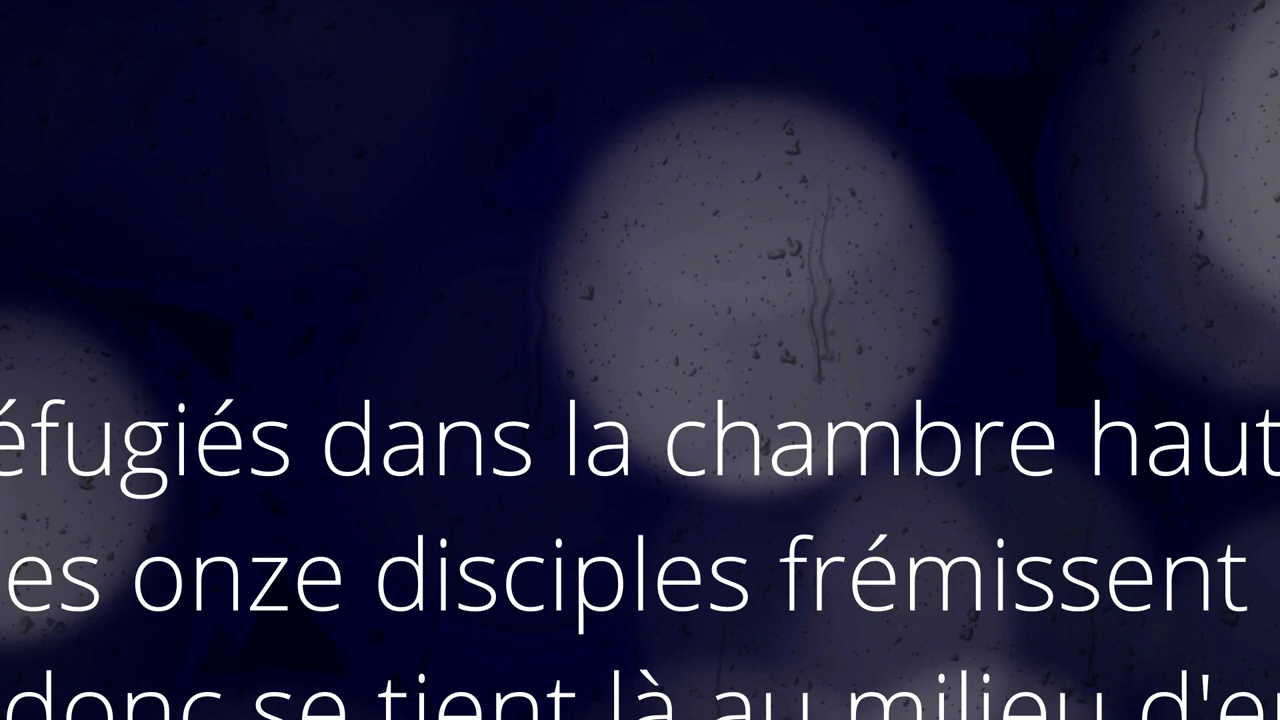 éfugiés dans la chambre haut
es onze disciples frémissent
donc se tient là au milieu d'e